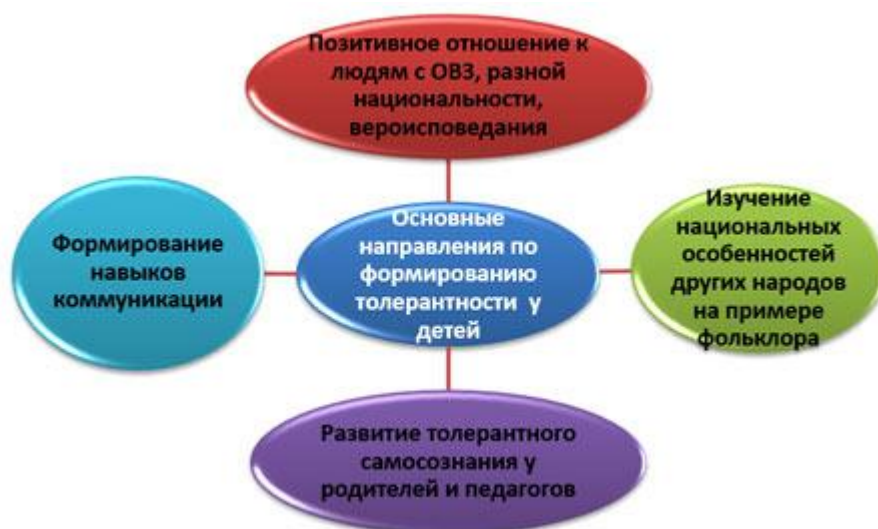 Позитивное отношение к
людям с ОВЗ, разной
национальности,
вероисповедания
Формирование
навыков
коммуникации
Основные
направления по
формированию
толерантности у
детей
Изучение
национальных
особенностей
других народов
на примере
фольклора
Развитие толерантного
самосознания у
родителей и педагогов